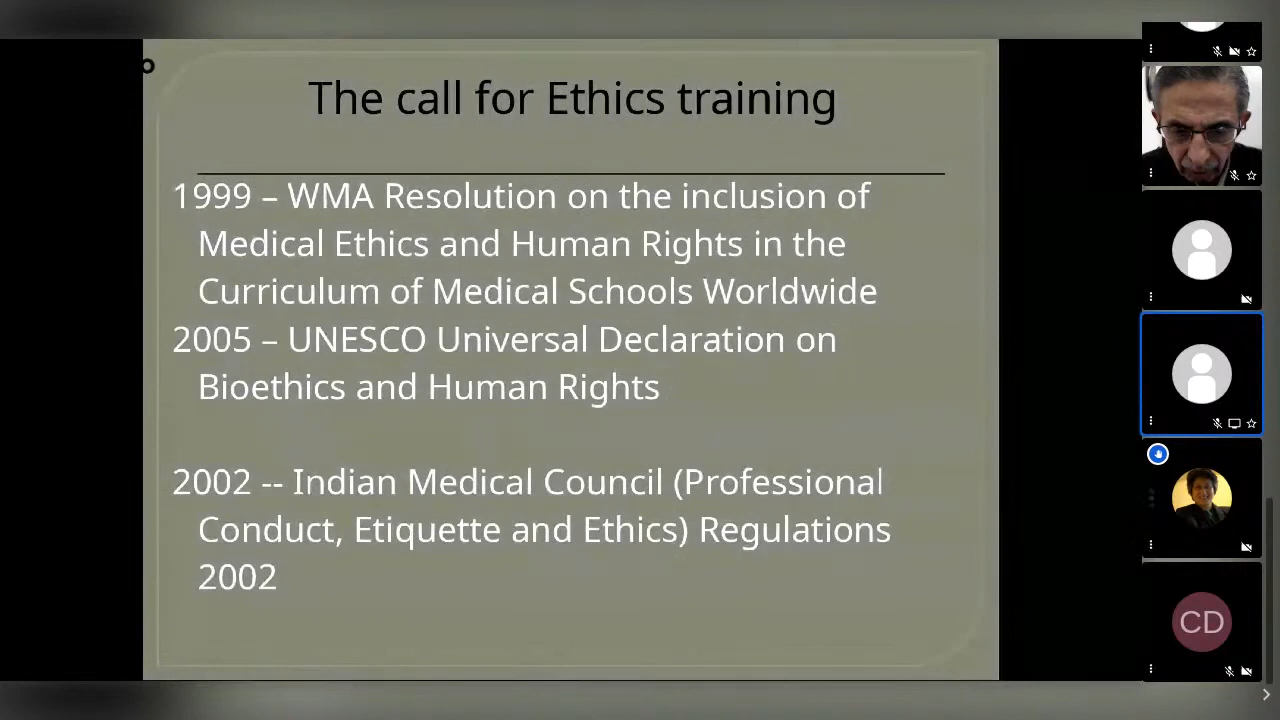 o
The call for Ethics training
1999 – WMA Resolution on the inclusion of
Medical Ethics and Human Rights in the
Curriculum of Medical Schools Worldwide
2005 – UNESCO Universal Declaration on
Bioethics and Human Rights
2002 -- Indian Medical Council (Professional
Conduct, Etiquette and Ethics) Regulations
2002
CD